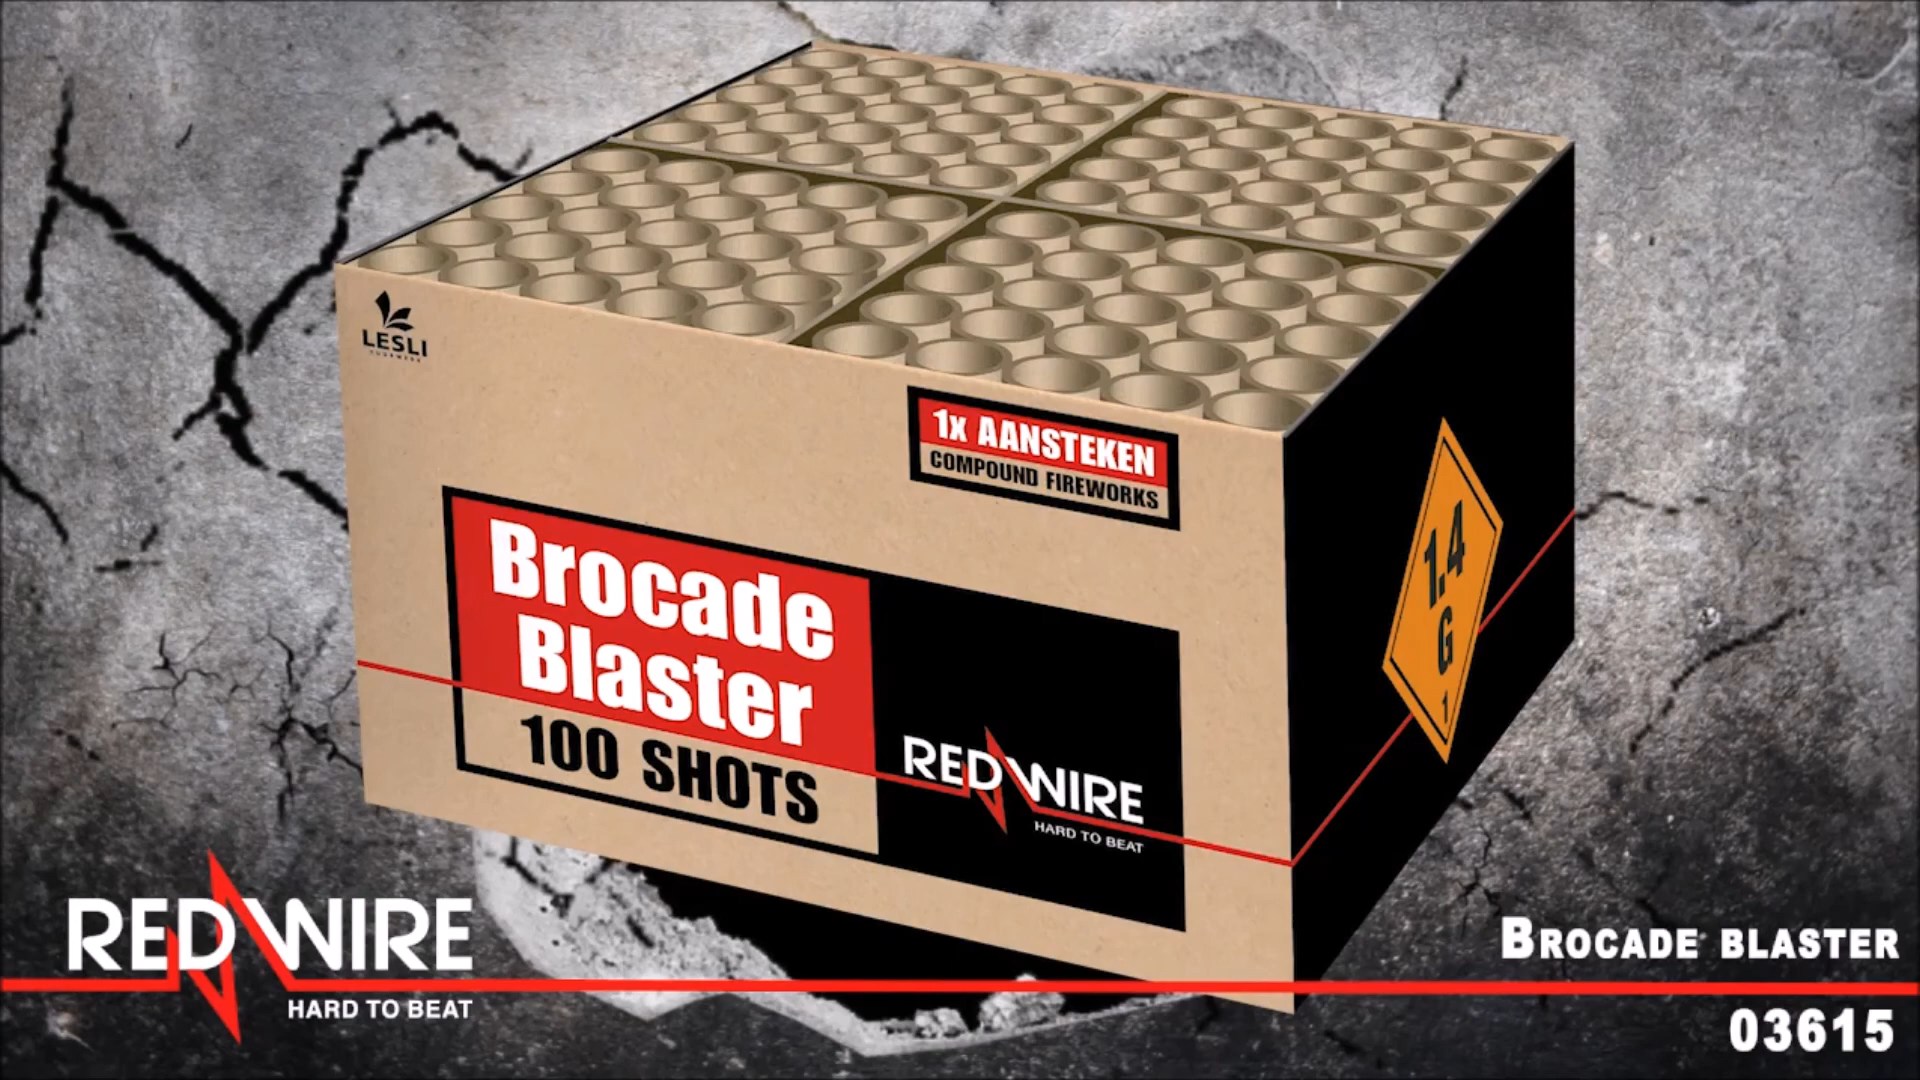 LESLI
1x AANSTEKEN
COMPOUND FIREWORKS
Brocade
Blaster
100 SHOTS
REDWIRE
HARD TO BEAT
1.4
G
1
REDWIRE
HARD TO BEAT
BROCADE BLASTER
03615